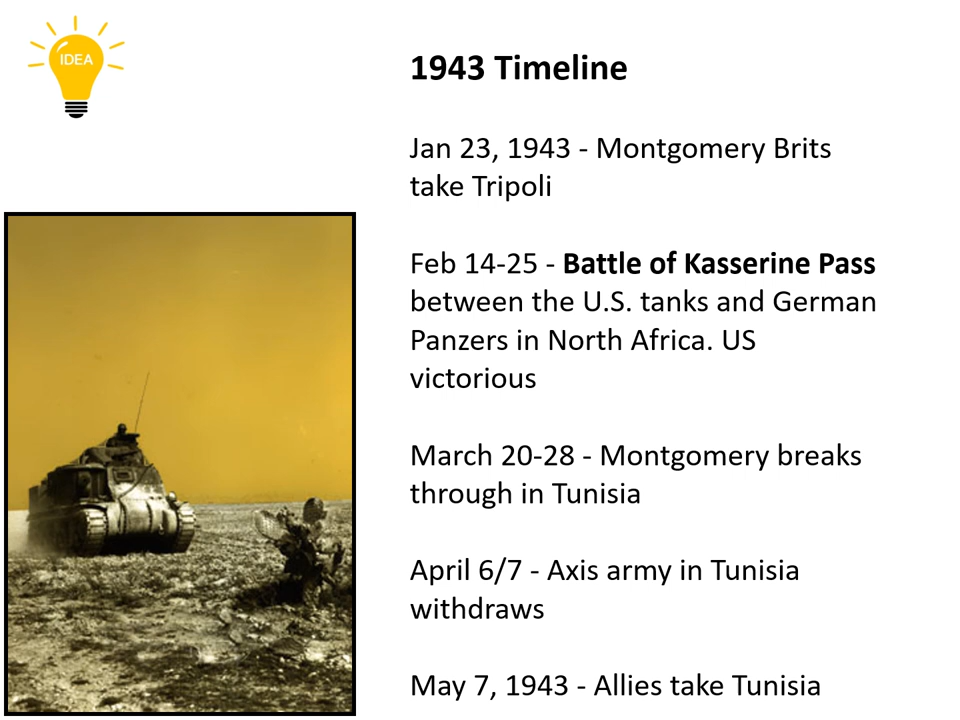 IDEA
1943 Timeline
Jan 23, 1943 - Montgomery Brits
take Tripoli
Feb 14-25 - Battle of Kasserine Pass
between the U.S. tanks and German
Panzers in North Africa. US
victorious
March 20-28 - Montgomery breaks
through in Tunisia
April 6/7 - Axis army in Tunisia
withdraws
May 7, 1943 - Allies take Tunisia